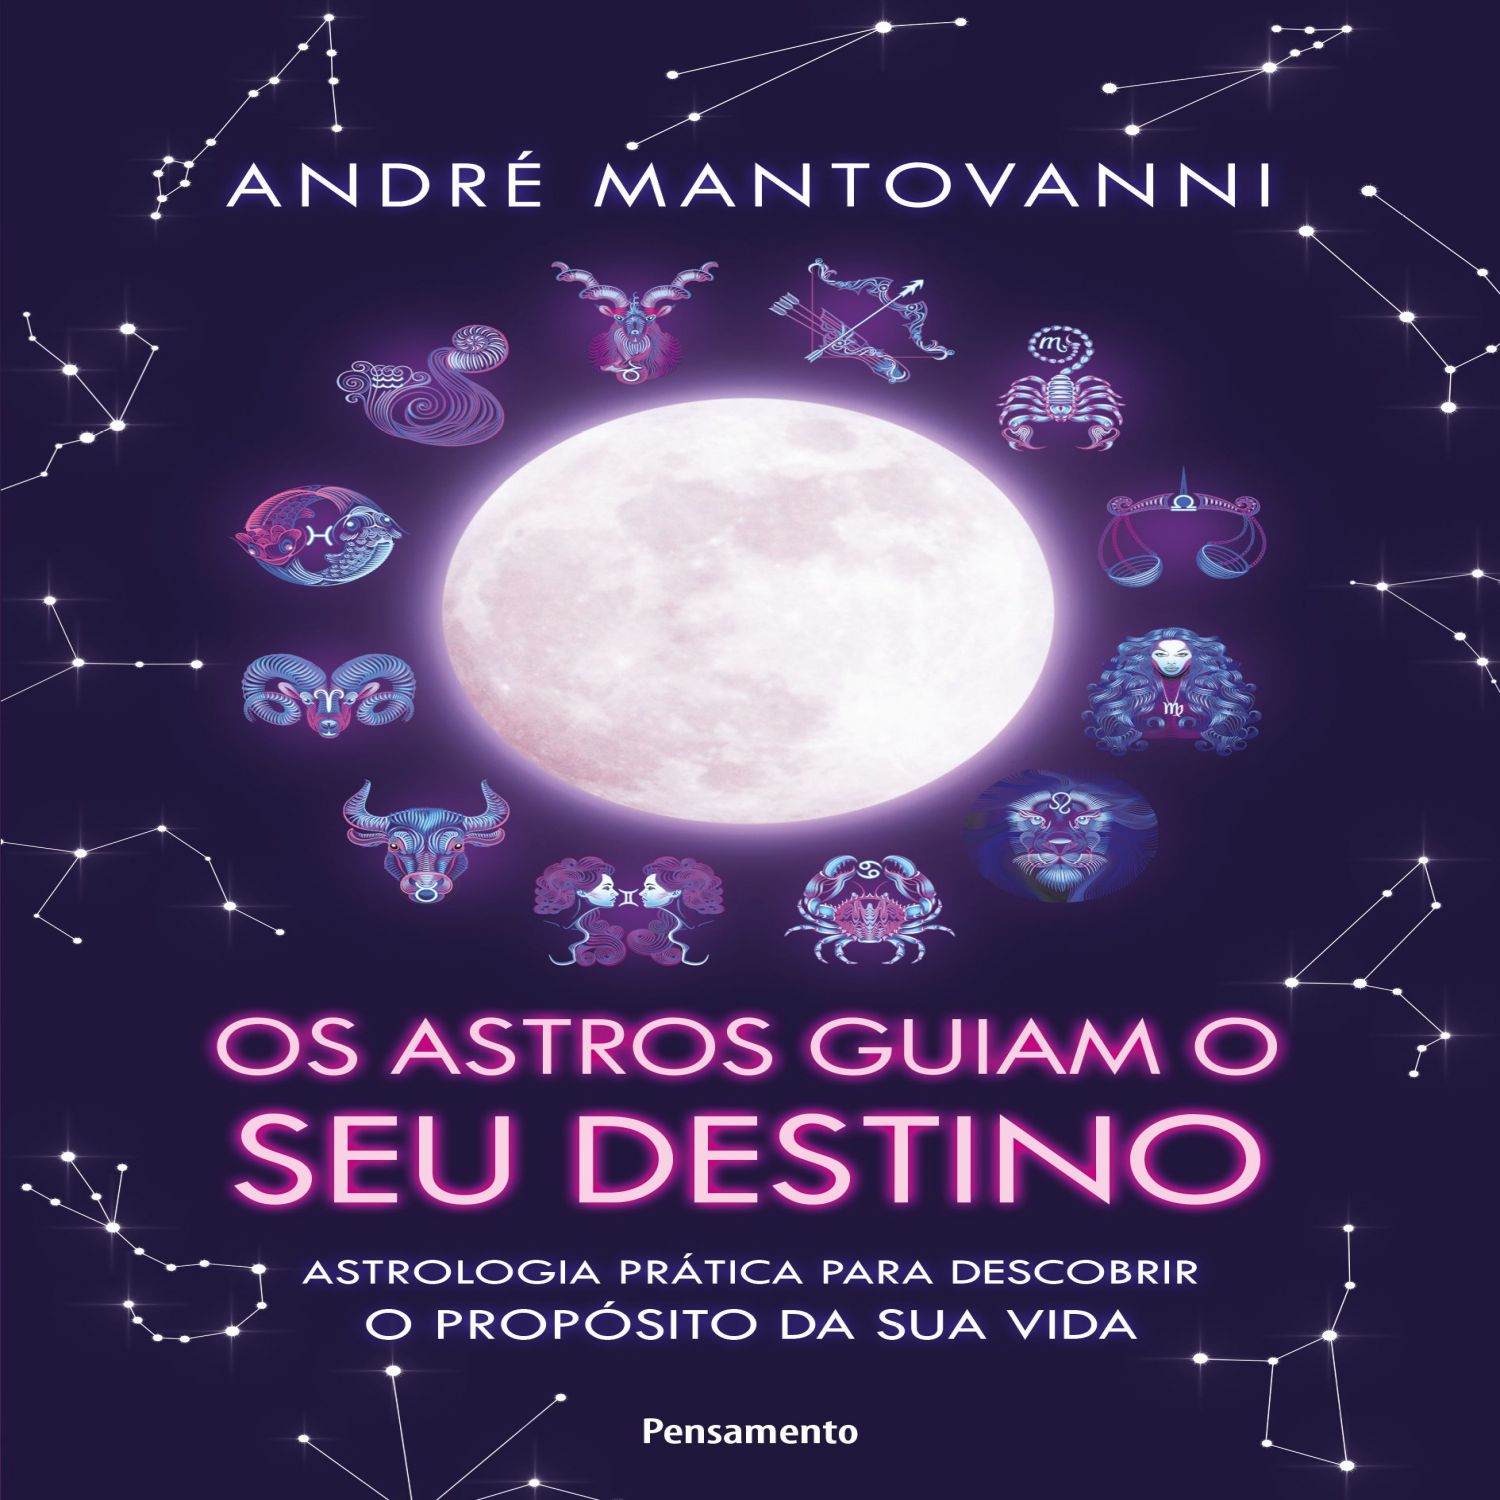 ANDRÉ MANTOVANNI
OS ASTROS GUIAM O
SEU DESTINO
ASTROLOGIA PRÁTICA PARA DESCOBRIR
O PROPÓSITO DA SUA VIDA
Pensamento